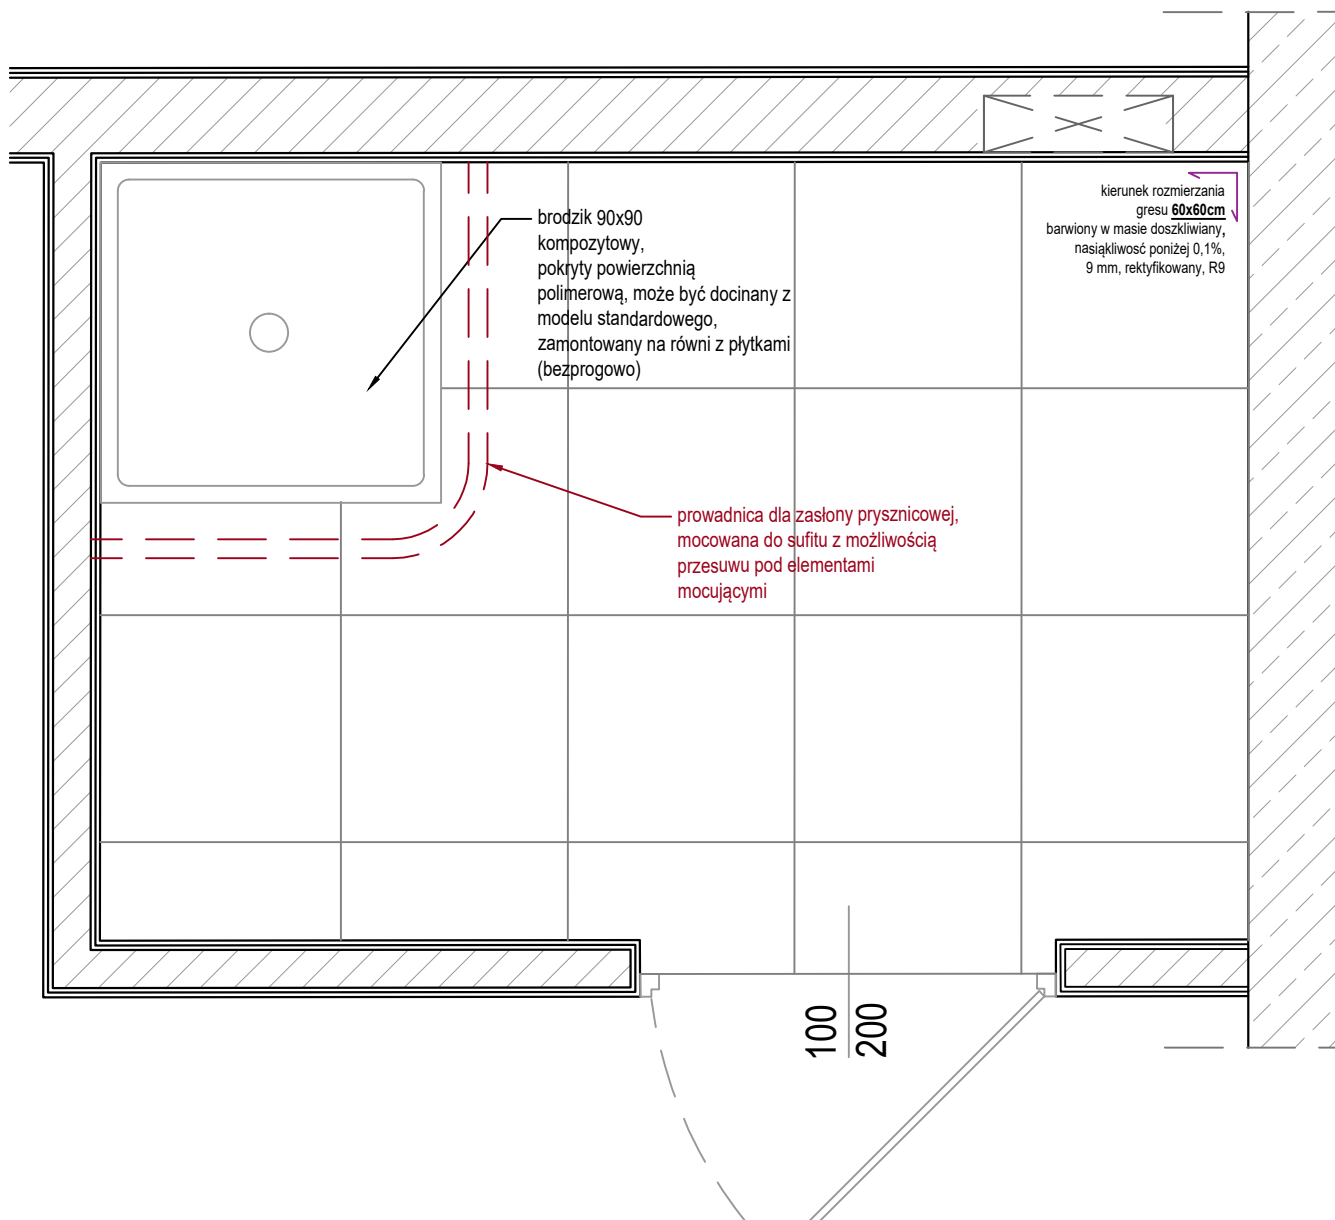 kierunek rozmierzania
gresu 60x60cm
barwiony w masie doszkliwiany,
nasiąkliwosć poniżej 0,1%,
9 mm, rektyfikowany, R9
brodzik 90x90
kompozytowy,
pokryty powierzchnią
polimerową, może być docinany z
modelu standardowego,
zamontowany na równi z płytkami
(bezprogowo)
prowadnica dla zasłony prysznicowej,
mocowana do sufitu z możliwością
przesuwu pod elementami
mocującymi
100
200